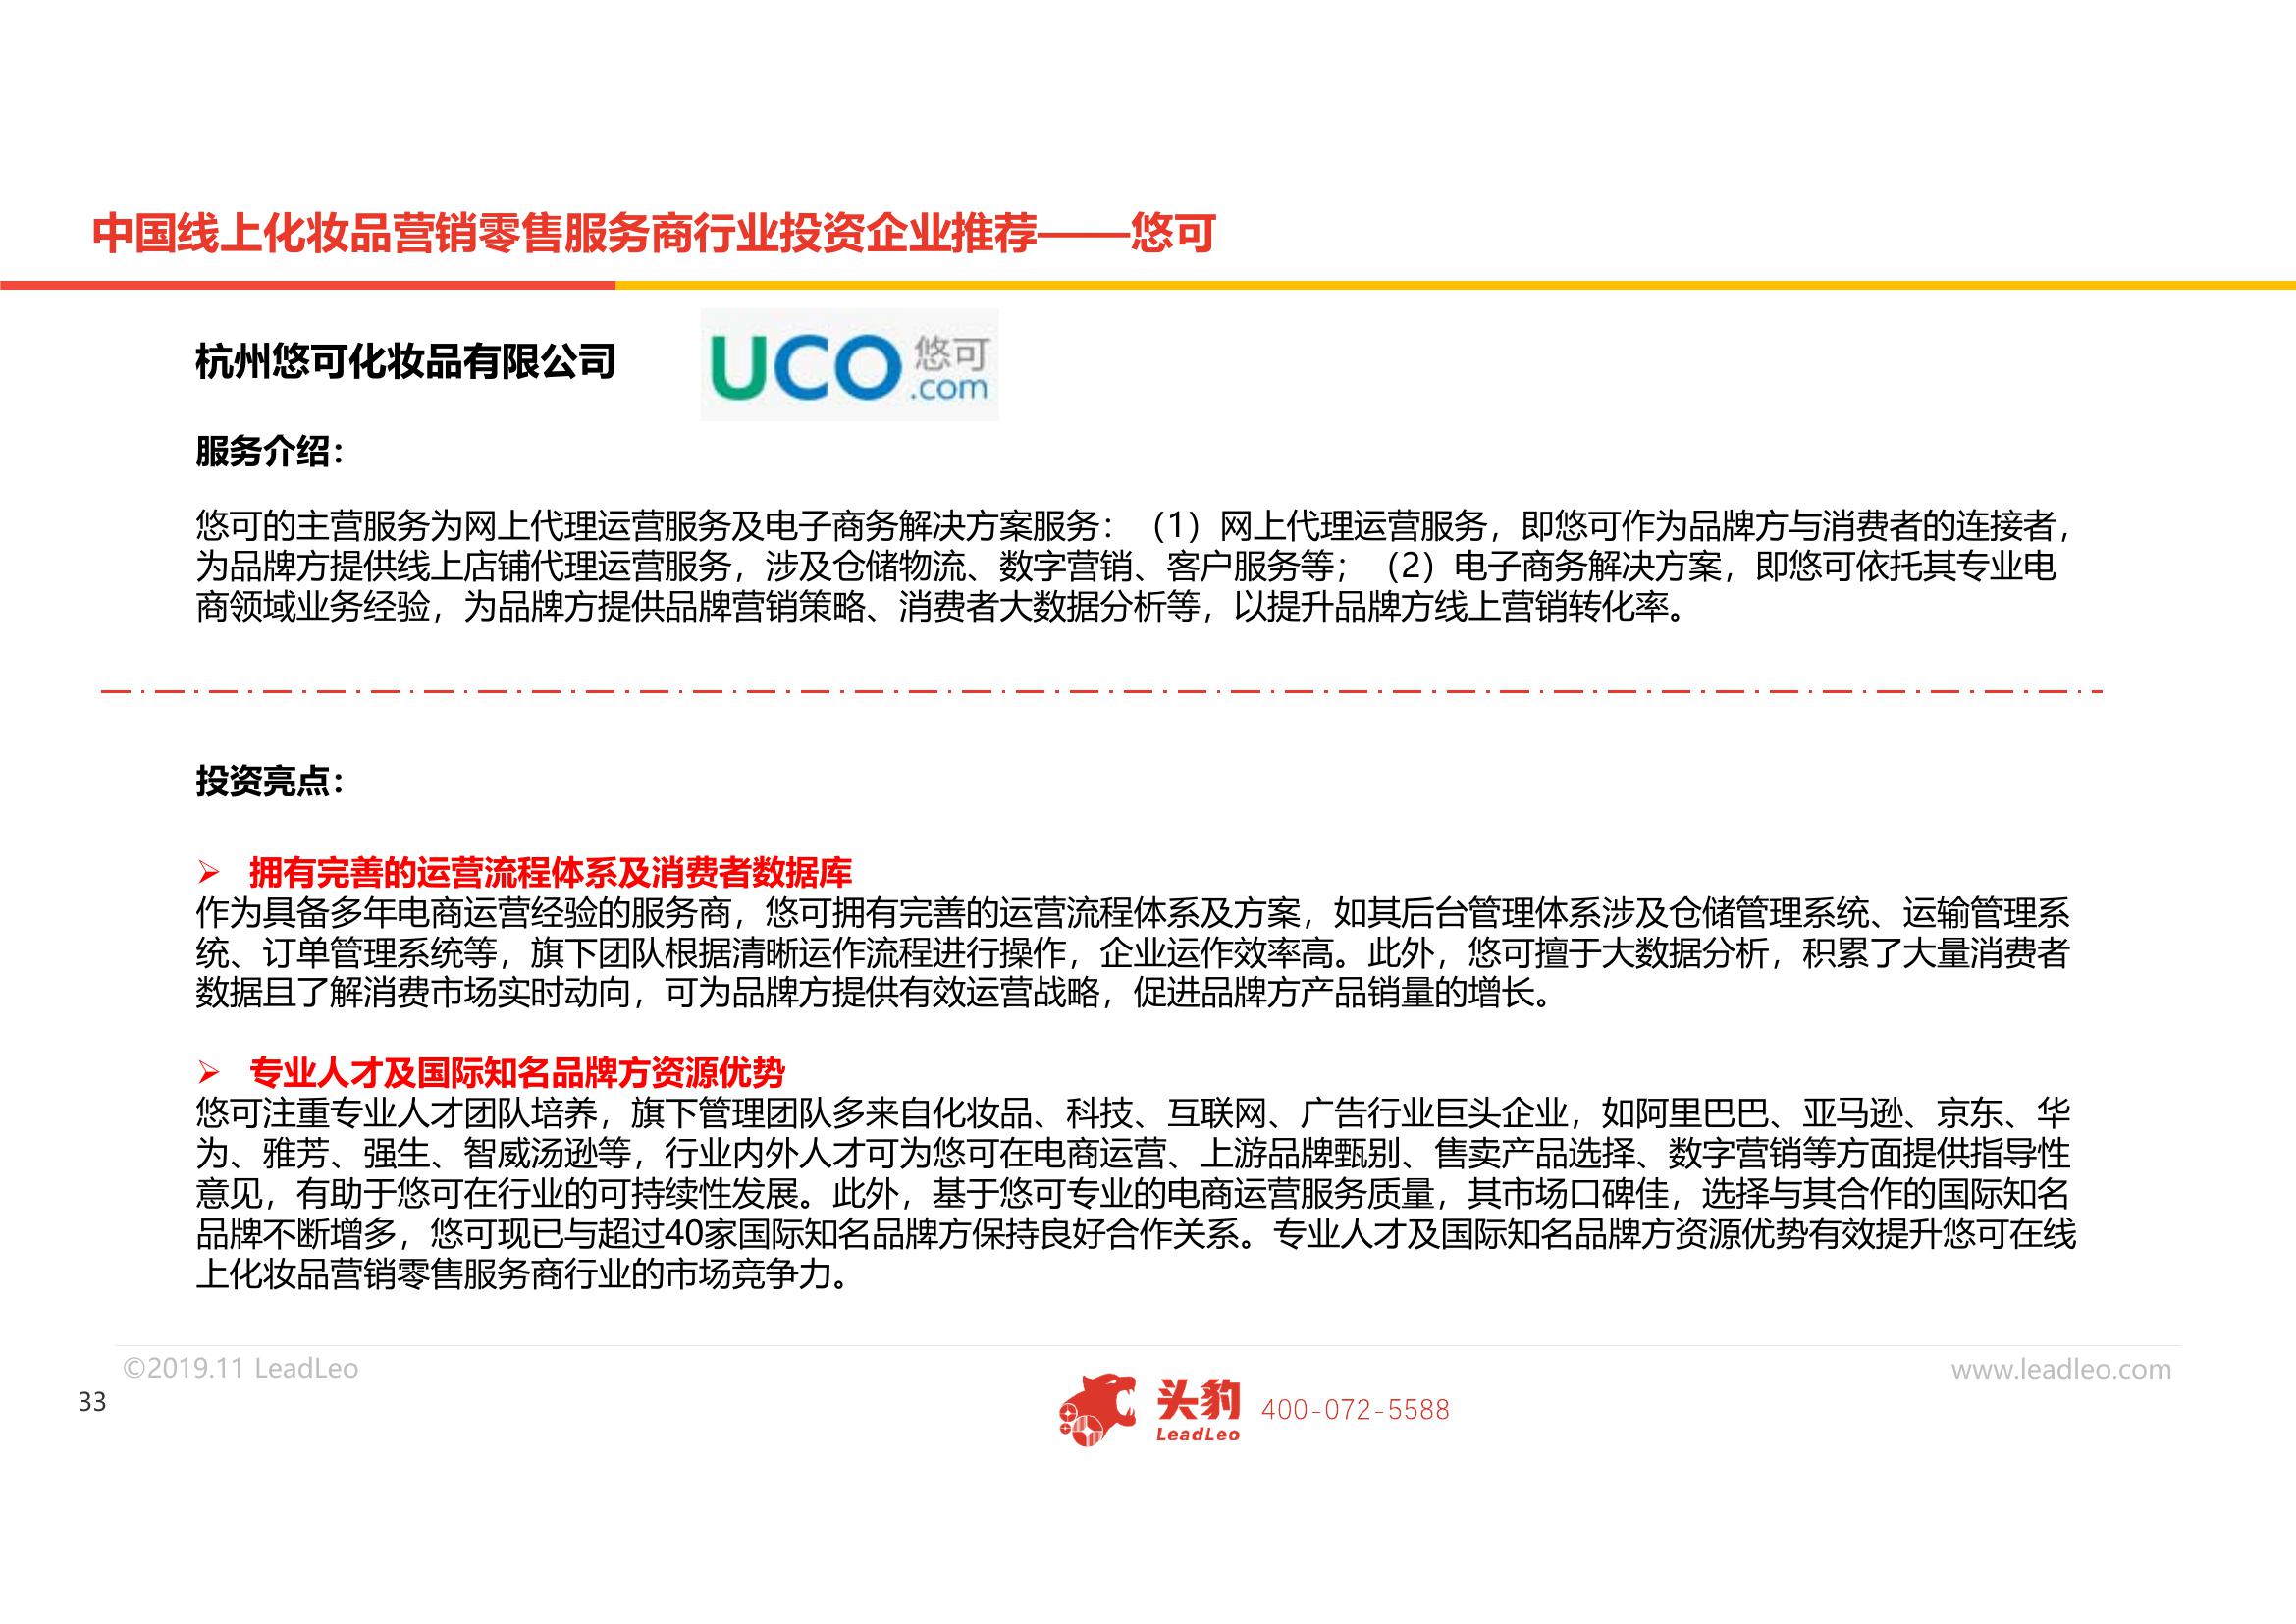 中国线上化妆品营销零售服务商行业投资企业推荐——悠可
杭州悠可化妆品有限公司
UCO 悠可
.com
服务介绍：
悠可的主营服务为网上代理运营服务及电子商务解决方案服务：（1）网上代理运营服务，即悠可作为品牌方与消费者的连接者，
为品牌方提供线上店铺代理运营服务，涉及仓储物流、数字营销、客户服务等；（2）电子商务解决方案，即悠可依托其专业电
商领域业务经验，为品牌方提供品牌营销策略、消费者大数据分析等，以提升品牌方线上营销转化率。
投资亮点：
➢ 拥有完善的运营流程体系及消费者数据库
作为具备多年电商运营经验的服务商，悠可拥有完善的运营流程体系及方案，如其后台管理体系涉及仓储管理系统、运输管理系
统、订单管理系统等，旗下团队根据清晰运作流程进行操作，企业运作效率高。此外，悠可擅于大数据分析，积累了大量消费者
数据且了解消费市场实时动向，可为品牌方提供有效运营战略，促进品牌方产品销量的增长。
➢ 专业人才及国际知名品牌方资源优势
悠可注重专业人才团队培养，旗下管理团队多来自化妆品、科技、互联网、广告行业巨头企业，如阿里巴巴、亚马逊、京东、华
为、雅芳、强生、智威汤逊等，行业内外人才可为悠可在电商运营、上游品牌甄别、售卖产品选择、数字营销等方面提供指导性
意见，有助于悠可在行业的可持续性发展。此外，基于悠可专业的电商运营服务质量，其市场口碑佳，选择与其合作的国际知名
品牌不断增多，悠可现已与超过40家国际知名品牌方保持良好合作关系。专业人才及国际知名品牌方资源优势有效提升悠可在线
上化妆品营销零售服务商行业的市场竞争力。
©2019.11 LeadLeo
www.leadleo.com
33
头豹
LeadLeo
400-072-5588